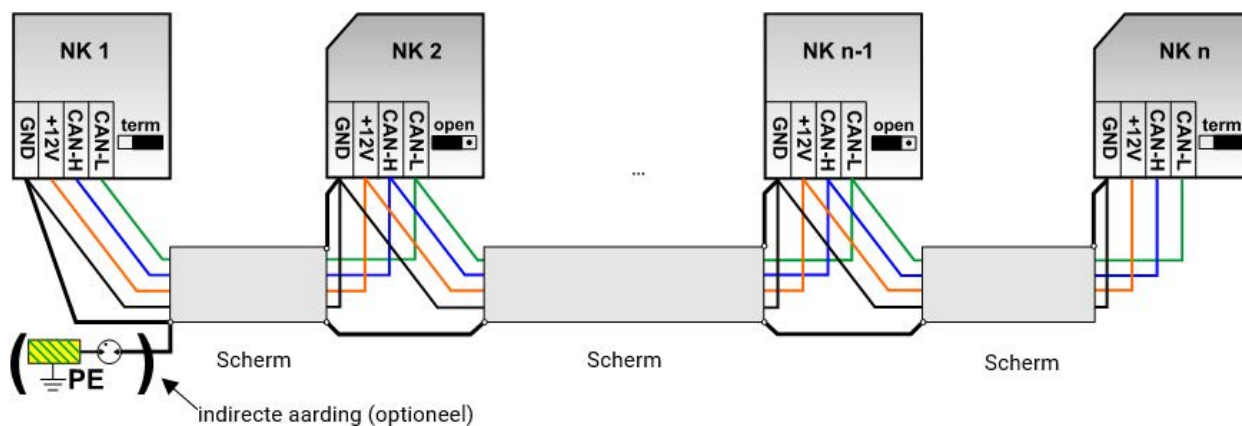 NK 1
NK 2
NK n-1
NK n
GND
+12V
CAN-H
CAN-L
term
GND
+12V
CAN-H
CAN-L
open
...
GND
+12V
CAN-H
CAN-L
open
GND
+12V
CAN-H
CAN-L
term
( PE )
Scherm
Scherm
Scherm
indirecte aarding (optioneel)